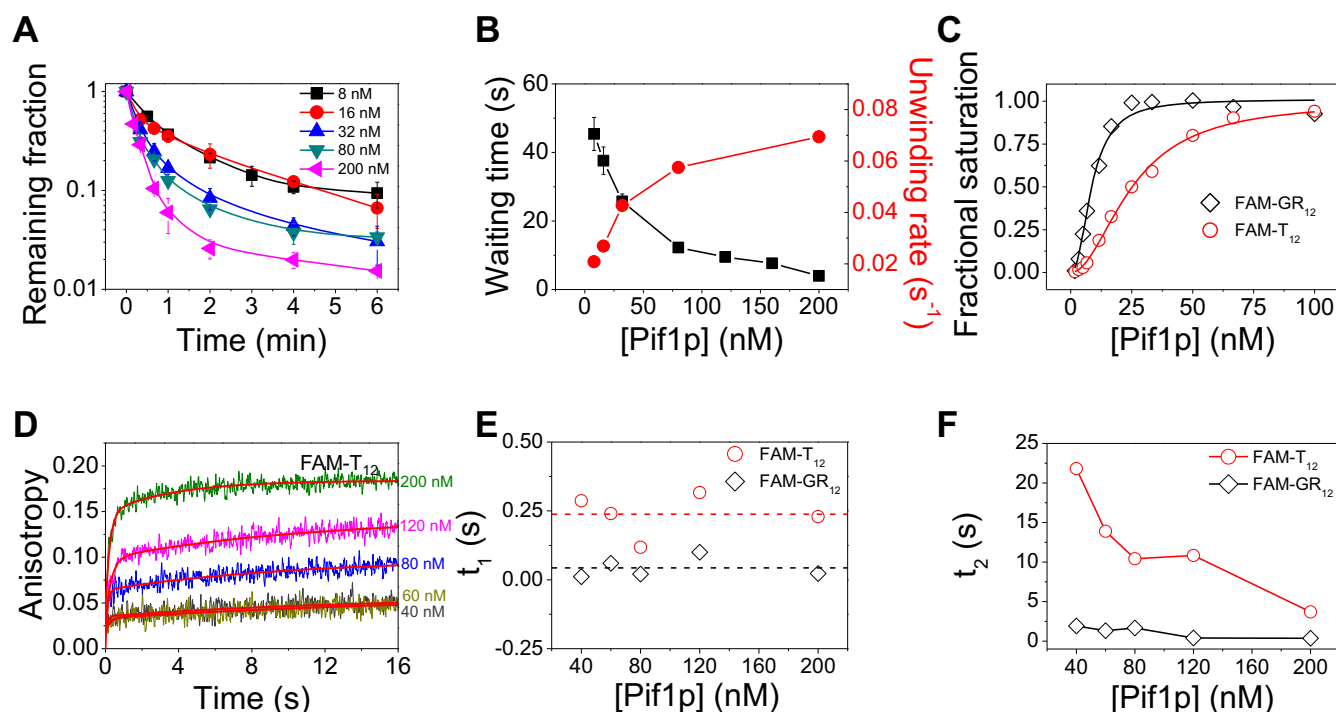 A
Remaining fraction
1
0.1
0.01
8 nM
16 nM
32 nM
80 nM
200 nM
0 1 2 3 4 5 6
Time (min)
B
Waiting time (s)
60
40
20
0
0.08
0.06
0.04
0.02
Unwinding rate (s⁻¹)
0 50 100 150 200
[Pif1p] (nM)
C
Fractional saturation
1.00
0.75
0.50
0.25
0.00
FAM-GR₁₂
FAM-T₁₂
0 25 50 75 100
[Pif1p] (nM)
D
Anisotropy
0.20
0.15
0.10
0.05
0.00
FAM-T₁₂
200 nM
120 nM
80 nM
60 nM
40 nM
0 4 8 12 16
Time (s)
E
t₁ (s)
0.50
0.25
0.00
-0.25
FAM-T₁₂
FAM-GR₁₂
40 80 120 160 200
[Pif1p] (nM)
F
t₂ (s)
25
20
15
10
5
0
FAM-T₁₂
FAM-GR₁₂
40 80 120 160 200
[Pif1p] (nM)